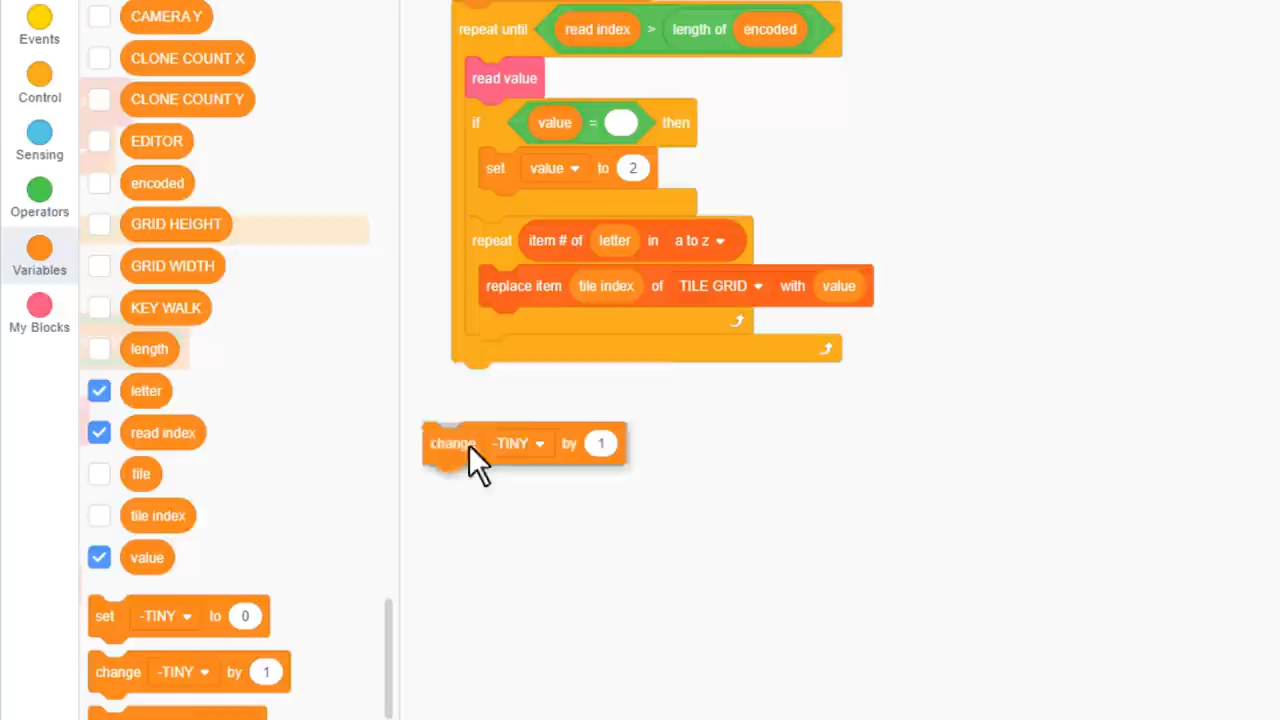 Events
Control
Sensing
Operators
Variables
My Blocks
CAMERA Y
CLONE COUNT X
CLONE COUNT Y
EDITOR
encoded
GRID HEIGHT
GRID WIDTH
KEY WALK
length
letter
read index
tile
tile index
value
set -TINY to 0
change -TINY by 1
repeat until read index > length of encoded
read value
if value = then
set value to 2
repeat item # of letter in a to z
replace item tile index of TILE GRID with value
change -TINY by 1